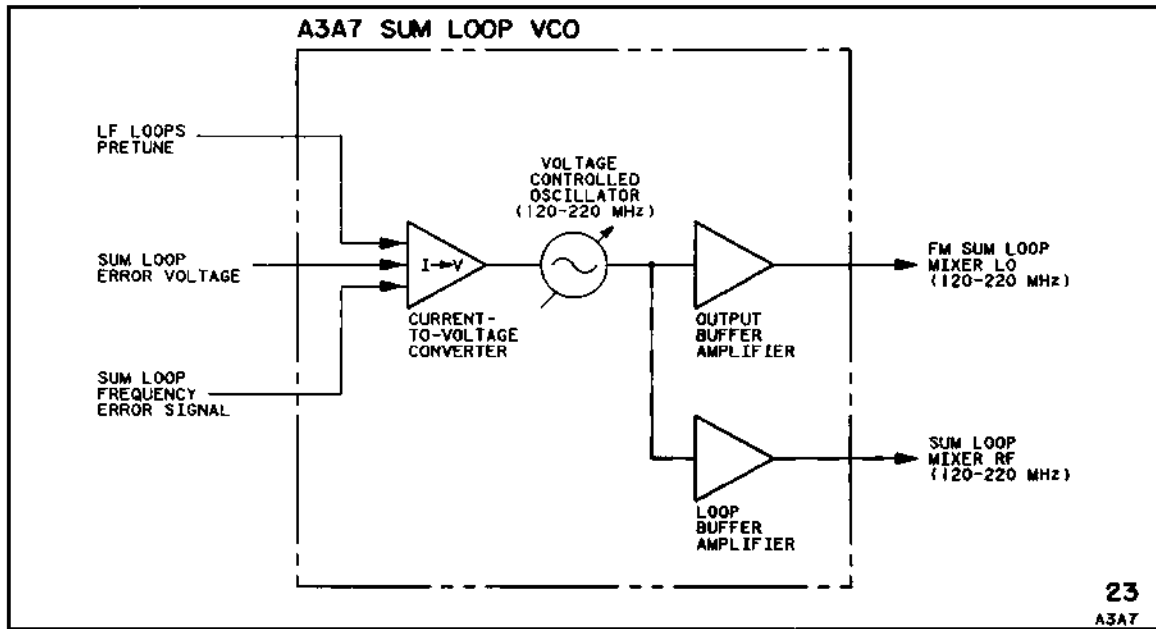 A3A7 SUM LOOP VCO
LF LOOPS
PRETUNE
VOLTAGE
CONTROLLED
OSCILLATOR
(120-220 MHz)
SUM LOOP
ERROR VOLTAGE
I→V
CURRENT-
TO-VOLTAGE
CONVERTER
OUTPUT
BUFFER
AMPLIFIER
FM SUM LOOP
MIXER LO
(120-220 MHz)
SUM LOOP
FREQUENCY
ERROR SIGNAL
LOOP
BUFFER
AMPLIFIER
SUM LOOP
MIXER RF
(120-220 MHz)
23
A3A7